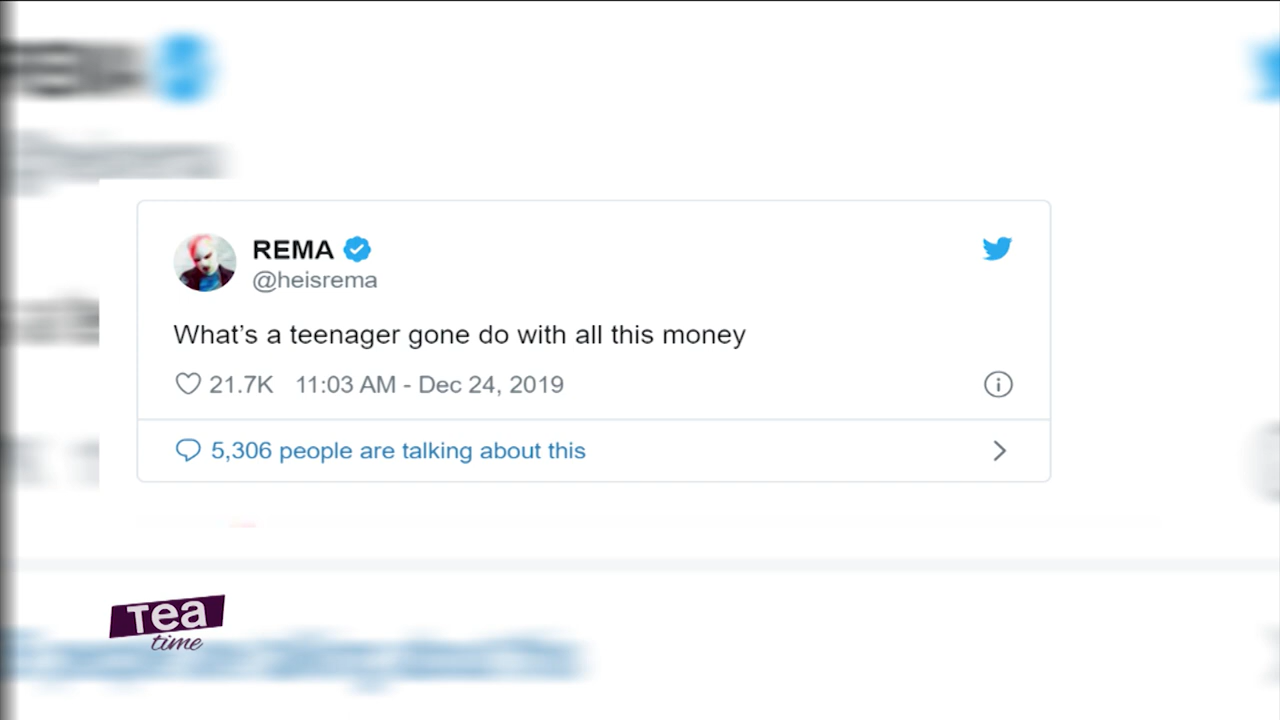 REMA
@heisrema
What’s a teenager gone do with all this money
21.7K 11:03 AM - Dec 24, 2019
5,306 people are talking about this
Tea
time